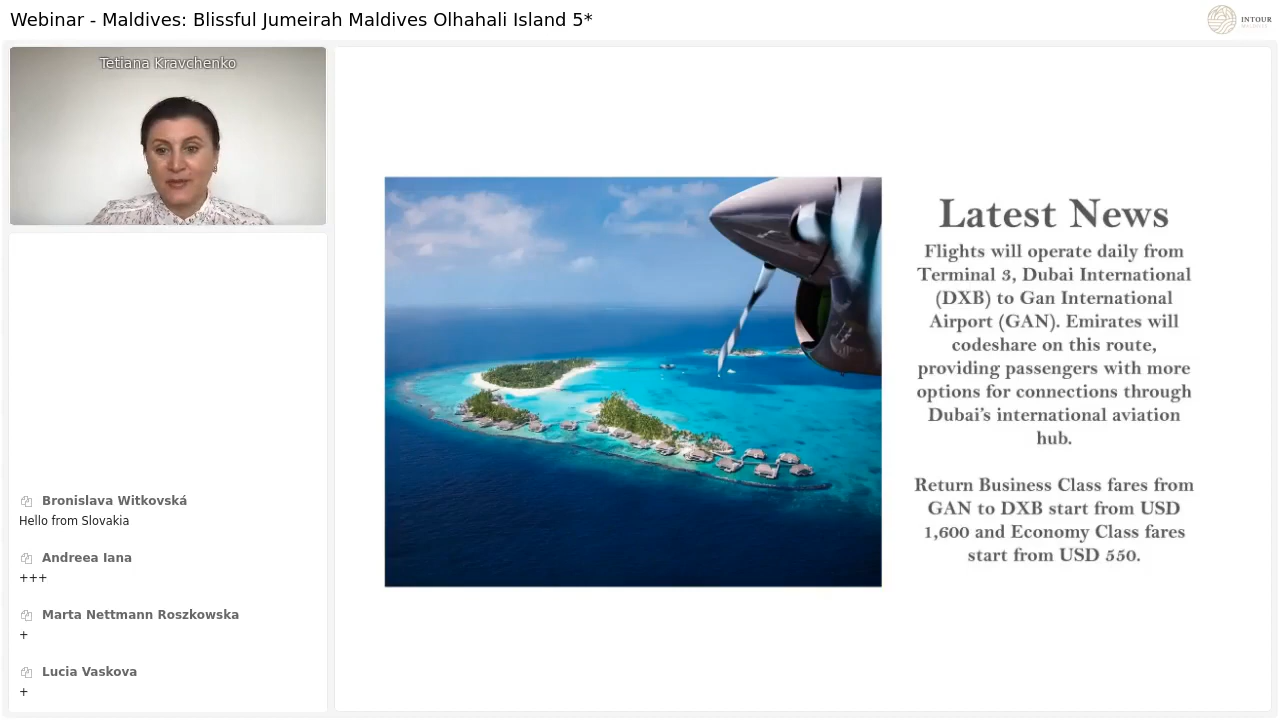 Webinar - Maldives: Blissful Jumeirah Maldives Olhahali Island 5*
INTOUR
Tetiana Kravchenko
Latest News
Flights will operate daily from
Terminal 3, Dubai International
(DXB) to Gan International
Airport (GAN). Emirates will
codeshare on this route,
providing passengers with more
options for connections through
Dubai's international aviation
hub.
Return Business Class fares from
GAN to DXB start from USD
1,600 and Economy Class fares
start from USD 550.
Bronislava Witkovská
Hello from Slovakia
Andreea Iana
+++
Marta Nettmann Roszkowska
+
Lucia Vaskova
+